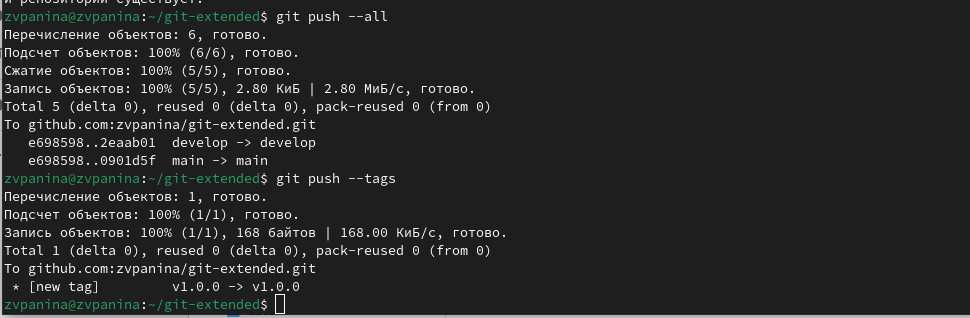 и репозиторий существует.
zvpanina@zvpanina:~/git-extended$ git push --all
Перечисление объектов: 6, готово.
Подсчет объектов: 100% (6/6), готово.
Сжатие объектов: 100% (5/5), готово.
Запись объектов: 100% (5/5), 2.80 КиБ | 2.80 МиБ/с, готово.
Total 5 (delta 0), reused 0 (delta 0), pack-reused 0 (from 0)
To github.com:zvpanina/git-extended.git
   e698598..2eaab01  develop -> develop
   e698598..0901d5f  main -> main
zvpanina@zvpanina:~/git-extended$ git push --tags
Перечисление объектов: 1, готово.
Подсчет объектов: 100% (1/1), готово.
Запись объектов: 100% (1/1), 168 байтов | 168.00 КиБ/с, готово.
Total 1 (delta 0), reused 0 (delta 0), pack-reused 0 (from 0)
To github.com:zvpanina/git-extended.git
 * [new tag]         v1.0.0 -> v1.0.0
zvpanina@zvpanina:~/git-extended$